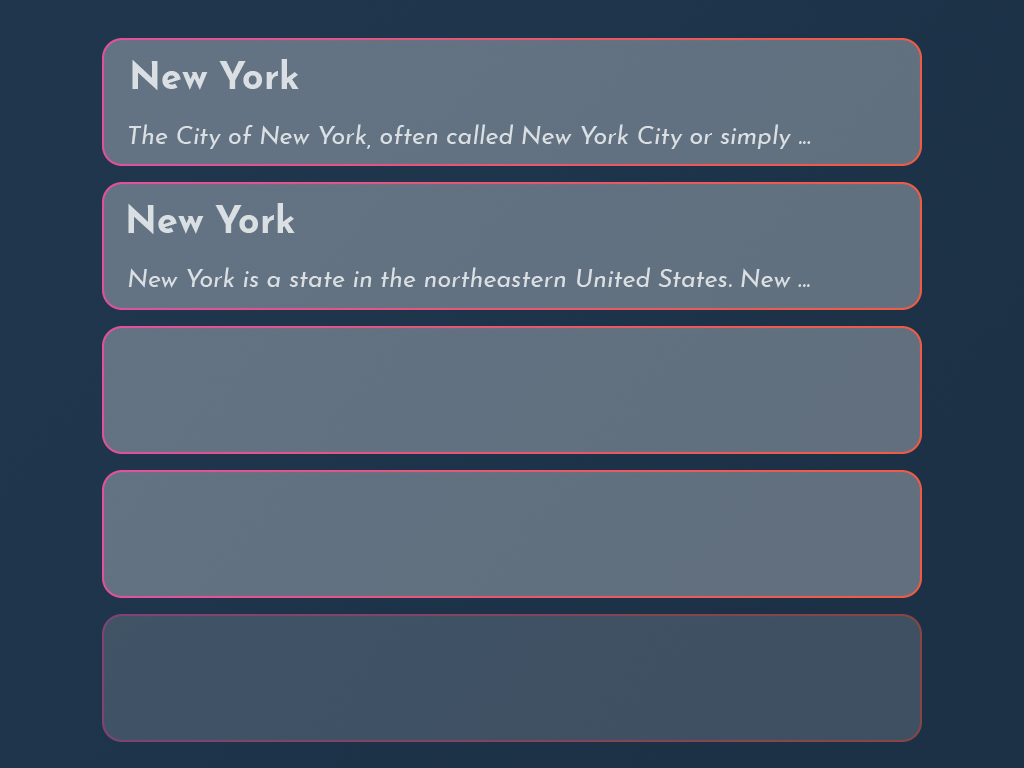 New York
The City of New York, often called New York City or simply ...
New York
New York is a state in the northeastern United States. New ...